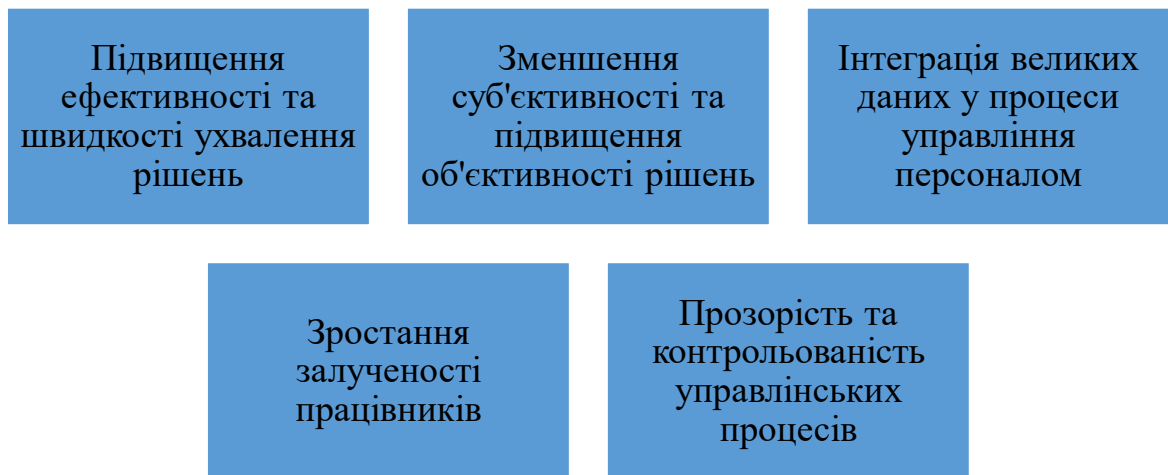 Підвищення
ефективності та
швидкості ухвалення
рішень
Зменшення
суб'єктивності та
підвищення
об'єктивності рішень
Інтеграція великих
даних у процеси
управління
персоналом
Зростання
залученості
працівників
Прозорість та
контрольованість
управлінських
процесів